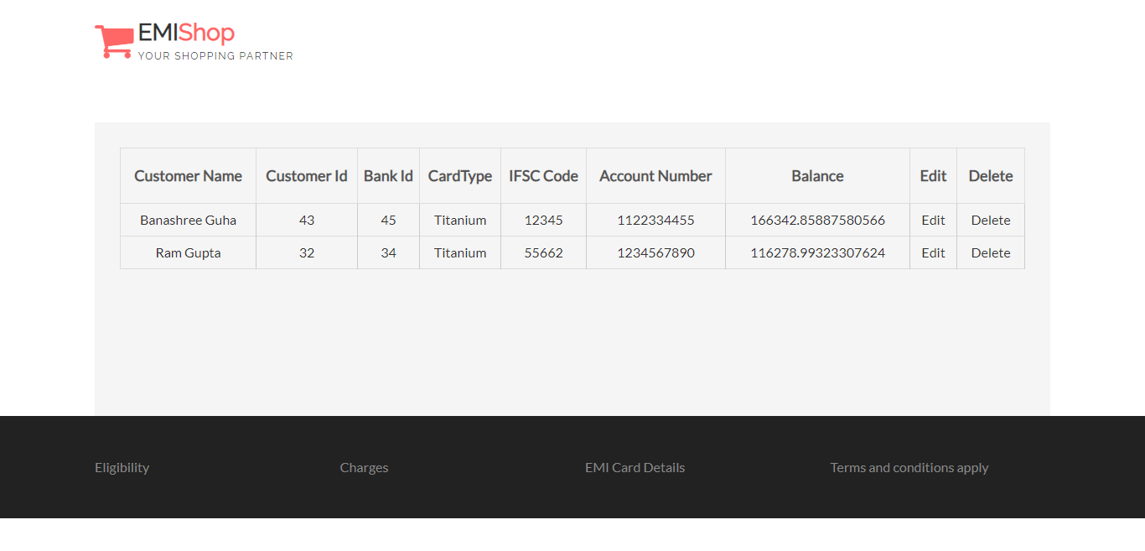 EMIShop
YOUR SHOPPING PARTNER
Customer Name Customer Id Bank Id CardType IFSC Code Account Number Balance Edit Delete
Banashree Guha 43 45 Titanium 12345 1122334455 166342.85887580566 Edit Delete
Ram Gupta 32 34 Titanium 55662 1234567890 116278.99323307624 Edit Delete
Eligibility Charges EMI Card Details Terms and conditions apply